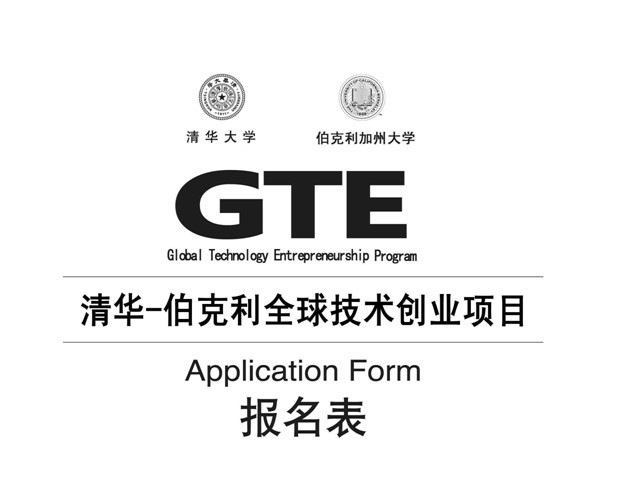 清华大学
伯克利加州大学
GTE
Global Technology Entrepreneurship Program
清华-伯克利全球技术创业项目
Application Form
报名表